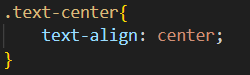 .text-center{
    text-align: center;
}